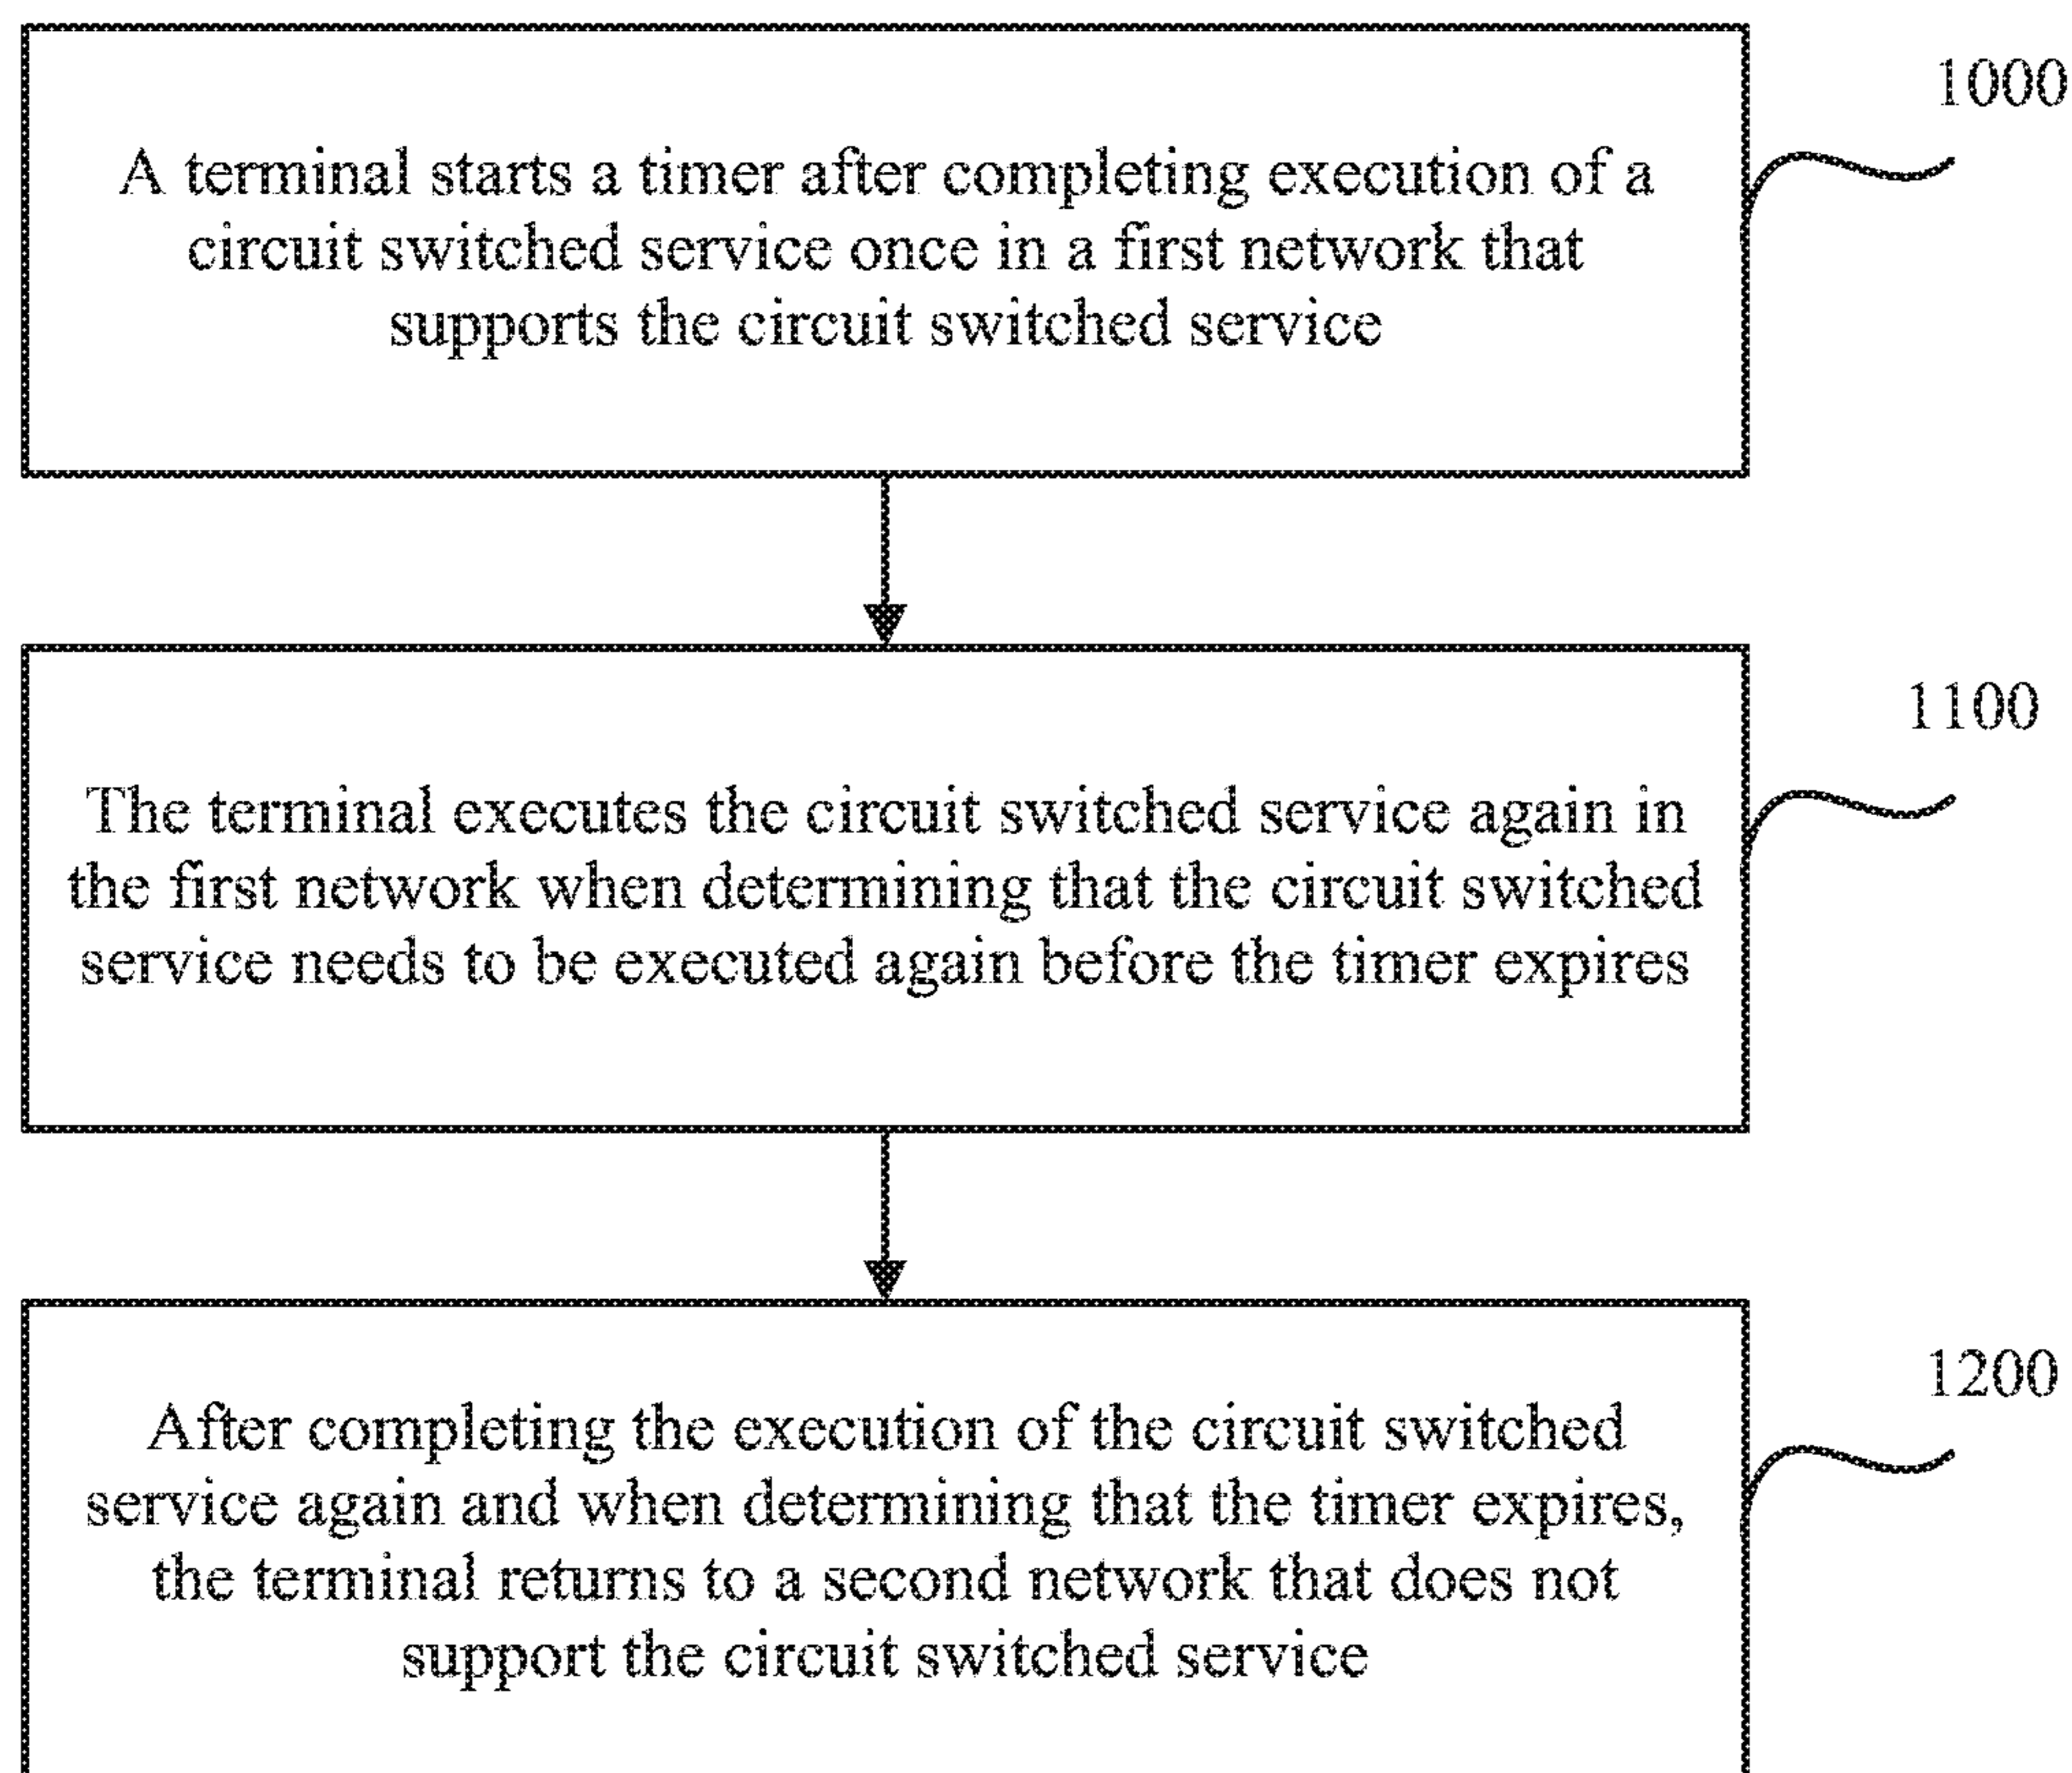 1000
A terminal starts a timer after completing execution of a
circuit switched service once in a first network that
supports the circuit switched service
1100
The terminal executes the circuit switched service again in
the first network when determining that the circuit switched
service needs to be executed again before the timer expires
1200
After completing the execution of the circuit switched
service again and when determining that the timer expires,
the terminal returns to a second network that does not
support the circuit switched service